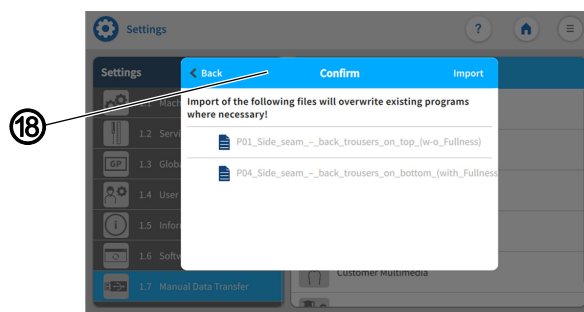 Settings
?
Settings
Back
Confirm
Import
Import of the following files will overwrite existing programs
where necessary!
P01_Side_seam_–_back_trousers_on_top_(w-o_Fullness)
P04_Side_seam_–_back_trousers_on_bottom_(with_Fullness
18
1.1 Mach
1.2 Servi
GP
1.3 Globa
1.4 User
1.5 Infor
1.6 Softw
1.7 Manual Data Transfer
Customer Multimedia